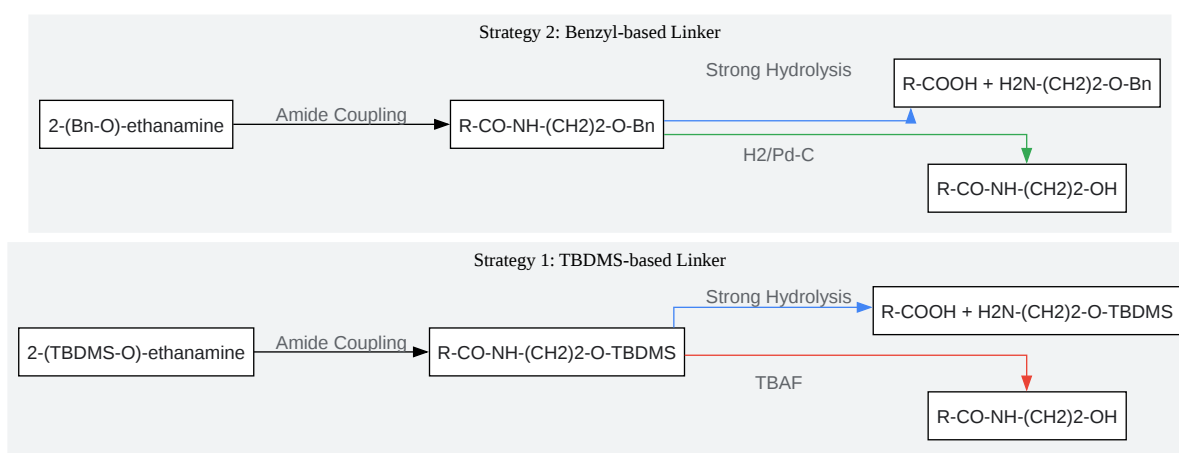 Strategy 2: Benzyl-based Linker
Strong Hydrolysis
R-COOH + H2N-(CH2)2-O-Bn
2-(Bn-O)-ethanamine
Amide Coupling
R-CO-NH-(CH2)2-O-Bn
H2/Pd-C
R-CO-NH-(CH2)2-OH
Strategy 1: TBDMS-based Linker
Strong Hydrolysis
R-COOH + H2N-(CH2)2-O-TBDMS
2-(TBDMS-O)-ethanamine
Amide Coupling
R-CO-NH-(CH2)2-O-TBDMS
TBAF
R-CO-NH-(CH2)2-OH